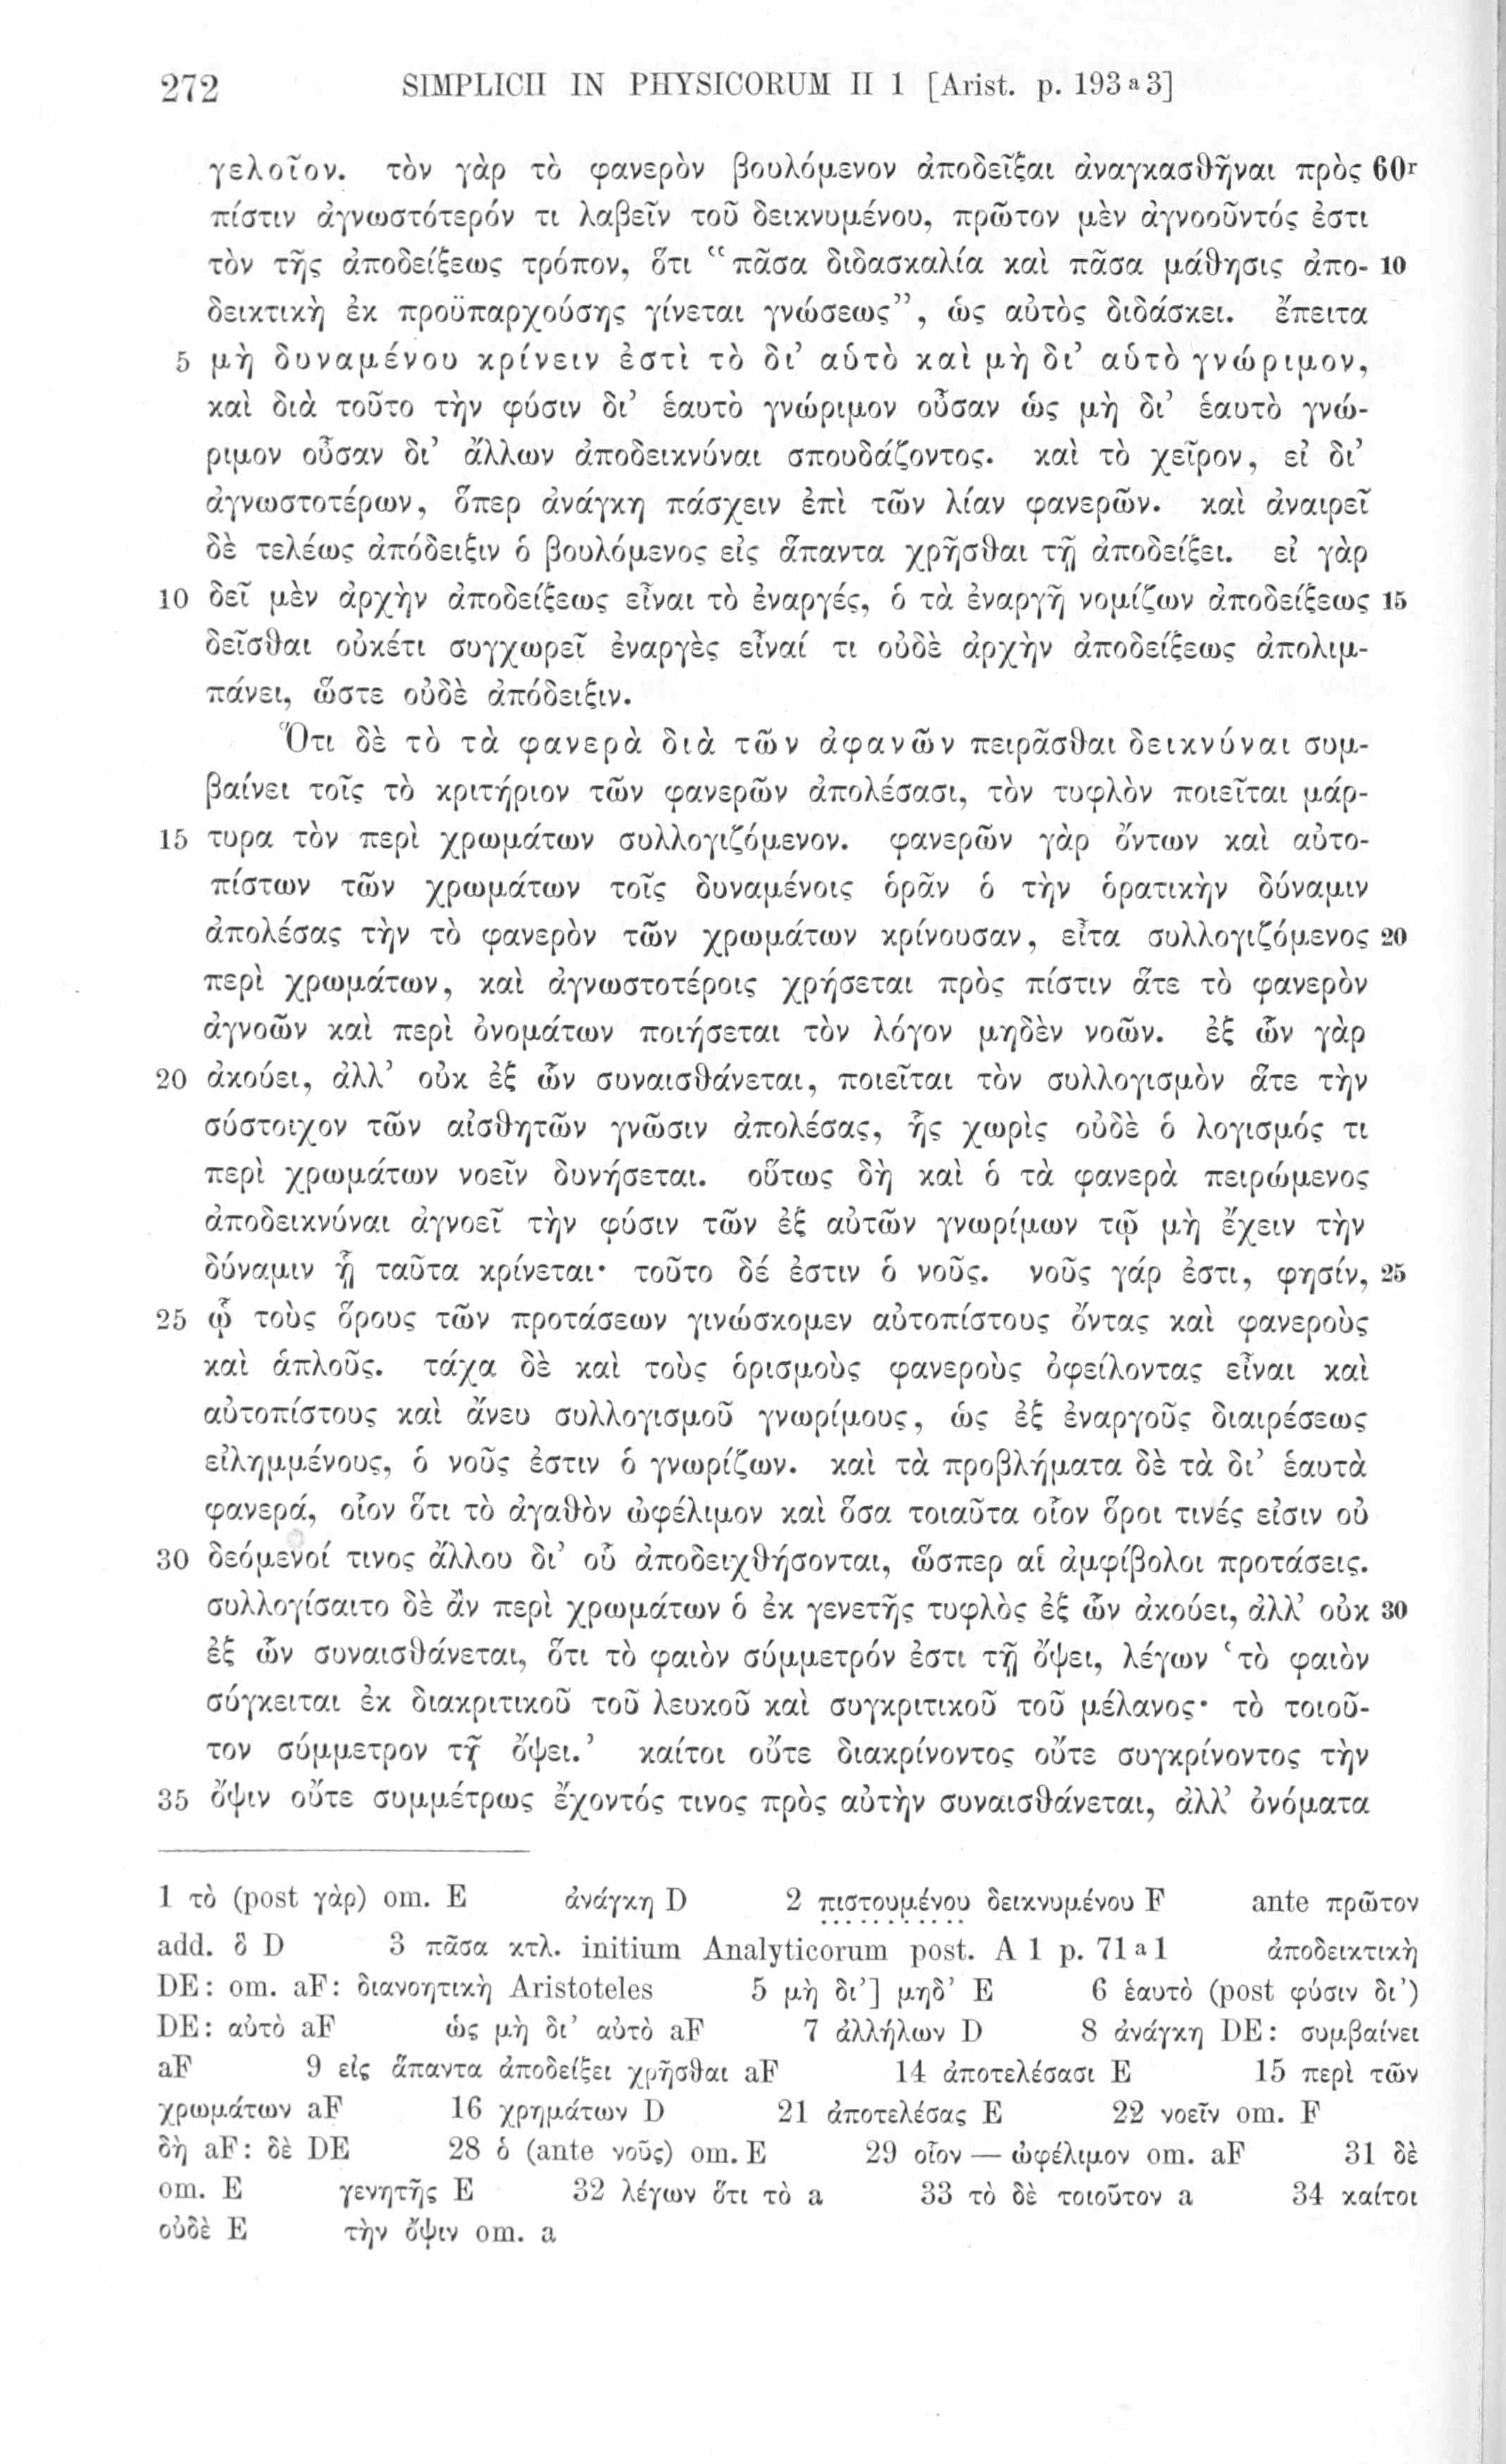 272 SIMPLICII IN PHYSICORUM II 1 [Arist. p. 193 a 3]
γελοῖον. τὸν γὰρ τὸ φανερὸν βουλόμενον ἀποδεῖξαι ἀναγκασθῆναι πρὸς 60r
πίστιν ἀγνωστότερόν τι λαβεῖν τοῦ δεικνυμένου, πρῶτον μὲν ἀγνοοῦντός ἐστι
τὸν τῆς ἀποδείξεως τρόπον, ὅτι “πᾶσα διδασκαλία καὶ πᾶσα μάθησις ἀπο- 10
δεικτικὴ ἐκ προϋπαρχούσης γίνεται γνώσεως”, ὡς αὐτὸς διδάσκει. ἔπειτα
5 μὴ δυναμένου κρίνειν ἐστὶ τὸ δι’ αὑτὸ καὶ μὴ δι’ αὑτὸ γνώριμον,
καὶ διὰ τοῦτο τὴν φύσιν δι’ ἑαυτὸ γνώριμον οὖσαν ὡς μὴ δι’ ἑαυτὸ γνώ-
ριμον οὖσαν δι’ ἄλλων ἀποδεικνύναι σπουδάζοντος. καὶ τὸ χεῖρον, εἰ δι’
ἀγνωστοτέρων, ὅπερ ἀνάγκη πάσχειν ἐπὶ τῶν λίαν φανερῶν. καὶ ἀναιρεῖ
δὲ τελέως ἀπόδειξιν ὁ βουλόμενος εἰς ἅπαντα χρῆσθαι τῇ ἀποδείξει. εἰ γὰρ
10 δεῖ μὲν ἀρχὴν ἀποδείξεως εἶναι τὸ ἐναργές, ὁ τὰ ἐναργῆ νομίζων ἀποδείξεως 15
δεῖσθαι οὐκέτι συγχωρεῖ ἐναργὲς εἶναί τι οὐδὲ ἀρχὴν ἀποδείξεως ἀπολιμ-
πάνει, ὥστε οὐδὲ ἀπόδειξιν.
Ὅτι δὲ τὸ τὰ φανερὰ διὰ τῶν ἀφανῶν πειρᾶσθαι δεικνύναι συμ-
βαίνει τοῖς τὸ κριτήριον τῶν φανερῶν ἀπολέσασι, τὸν τυφλὸν ποιεῖται μάρ-
15 τυρα τὸν περὶ χρωμάτων συλλογιζόμενον. φανερῶν γὰρ ὄντων καὶ αὐτο-
πίστων τῶν χρωμάτων τοῖς δυναμένοις ὁρᾶν ὁ τὴν ὁρατικὴν δύναμιν
ἀπολέσας τὴν τὸ φανερὸν τῶν χρωμάτων κρίνουσαν, εἶτα συλλογιζόμενος 20
περὶ χρωμάτων, καὶ ἀγνωστοτέροις χρήσεται πρὸς πίστιν ἅτε τὸ φανερὸν
ἀγνοῶν καὶ περὶ ὀνομάτων ποιήσεται τὸν λόγον μηδὲν νοῶν. ἐξ ὧν γὰρ
20 ἀκούει, ἀλλ’ οὐκ ἐξ ὧν συναισθάνεται, ποιεῖται τὸν συλλογισμὸν ἅτε τὴν
σύστοιχον τῶν αἰσθητῶν γνῶσιν ἀπολέσας, ἧς χωρὶς οὐδὲ ὁ λογισμός τι
περὶ χρωμάτων νοεῖν δυνήσεται. οὕτως δὴ καὶ ὁ τὰ φανερὰ πειρώμενος
ἀποδεικνύναι ἀγνοεῖ τὴν φύσιν τῶν ἐξ αὐτῶν γνωρίμων τῷ μὴ ἔχειν τὴν
δύναμιν ᾗ ταῦτα κρίνεται· τοῦτο δέ ἐστιν ὁ νοῦς. νοῦς γάρ ἐστι, φησίν, 25
25 ᾧ τοὺς ὅρους τῶν προτάσεων γινώσκομεν αὐτοπίστους ὄντας καὶ φανεροὺς
καὶ ἁπλοῦς. τάχα δὲ καὶ τοὺς ὁρισμοὺς φανεροὺς ὀφείλοντας εἶναι καὶ
αὐτοπίστους καὶ ἄνευ συλλογισμοῦ γνωρίμους, ὡς ἐξ ἐναργοῦς διαιρέσεως
εἰλημμένους, ὁ νοῦς ἐστιν ὁ γνωρίζων. καὶ τὰ προβλήματα δὲ τὰ δι’ ἑαυτὰ
φανερά, οἷον ὅτι τὸ ἀγαθὸν ὠφέλιμον καὶ ὅσα τοιαῦτα οἷον ὅροι τινές εἰσιν οὐ
30 δεόμενοί τινος ἄλλου δι’ οὗ ἀποδειχθήσονται, ὥσπερ αἱ ἀμφίβολοι προτάσεις.
συλλογίσαιτο δὲ ἂν περὶ χρωμάτων ὁ ἐκ γενετῆς τυφλὸς ἐξ ὧν ἀκούει, ἀλλ’ οὐκ 30
ἐξ ὧν συναισθάνεται, ὅτι τὸ φαιὸν σύμμετρόν ἐστι τῇ ὄψει, λέγων ‘τὸ φαιὸν
σύγκειται ἐκ διακριτικοῦ τοῦ λευκοῦ καὶ συγκριτικοῦ τοῦ μέλανος· τὸ τοιοῦ-
τον σύμμετρον τῇ ὄψει.’ καίτοι οὔτε διακρίνοντος οὔτε συγκρίνοντος τὴν
35 ὄψιν οὔτε συμμέτρως ἔχοντός τινος πρὸς αὐτὴν συναισθάνεται, ἀλλ’ ὀνόματα
1 τὸ (post γὰρ) om. E ἀνάγκη D 2 πιστουμένου δεικνυμένου F ante πρῶτον
add. ὃ D 3 πᾶσα κτλ. initium Analyticorum post. A 1 p. 71 a 1 ἀποδεικτικὴ
DE: om. aF: διανοητικὴ Aristoteles 5 μὴ δι’] μηδ’ E 6 ἑαυτὸ (post φύσιν δι’)
DE: αὐτὸ aF ὡς μὴ δι’ αὐτὸ aF 7 ἀλλήλων D 8 ἀνάγκη DE: συμβαίνει
aF 9 εἰς ἅπαντα ἀποδείξει χρῆσθαι aF 14 ἀποτελέσασι E 15 περὶ τῶν
χρωμάτων aF 16 χρημάτων D 21 ἀποτελέσας E 22 νοεῖν om. F
δὴ aF: δὲ DE 28 ὁ (ante νοῦς) om. E 29 οἷον — ὠφέλιμον om. aF 31 δὲ
om. E γενητῆς E 32 λέγων ὅτι τὸ a 33 τὸ δὲ τοιοῦτον a 34 καίτοι
οὐδὲ E τὴν ὄψιν om. a